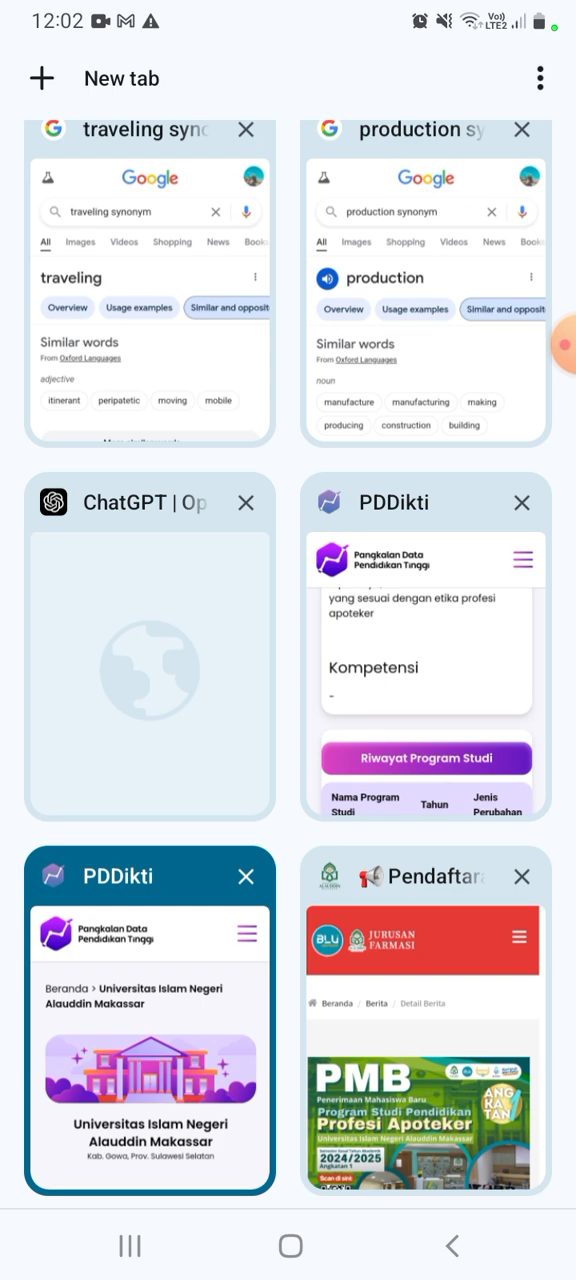 12:02
Vo))
LTE2
New tab
traveling sync
Google
traveling synonym
All Images Videos Shopping News Books
traveling
Overview Usage examples Similar and opposit
Similar words
From Oxford Languages
adjective
itinerant peripatetic moving mobile
production sy
Google
production synonym
All Images Shopping Videos News Books
production
Overview Usage examples Similar and opposit
Similar words
From Oxford Languages
noun
manufacture manufacturing making
producing construction building
ChatGPT | Op
PDDikti
Pangkalan Data
Pendidikan Tinggi
yang sesuai dengan etika profesi
apoteker
Kompetensi
-
Riwayat Program Studi
Nama Program Studi Tahun Jenis Perubahan
PDDikti
Pangkalan Data
Pendidikan Tinggi
Beranda > Universitas Islam Negeri
Alauddin Makassar
Universitas Islam Negeri
Alauddin Makassar
Kab. Gowa, Prov. Sulawesi Selatan
Pendaftara
BLU
JURUSAN
FARMASI
Beranda / Berita / Detail Berita
PMB
Penerimaan Mahasiswa Baru
Program Studi Pendidikan
Profesi Apoteker
Universitas Islam Negeri Alauddin Makassar
ANG
KA
TAN
2024/2025
Angkatan 1
Scan di sini: